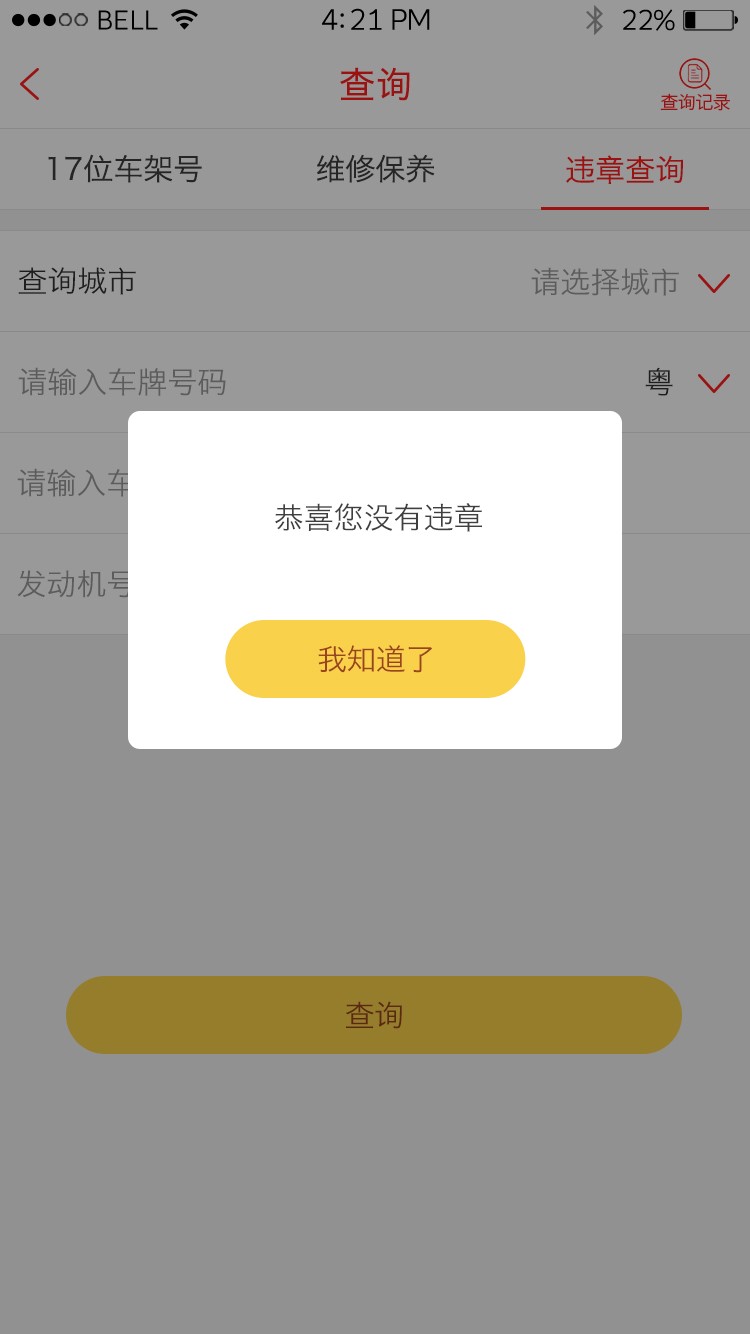 BELL 4:21 PM 22%
查询
查询记录
17位车架号 维修保养 违章查询
查询城市 请选择城市
请输入车牌号码 粤
请输入车
发动机号
恭喜您没有违章
我知道了
查询